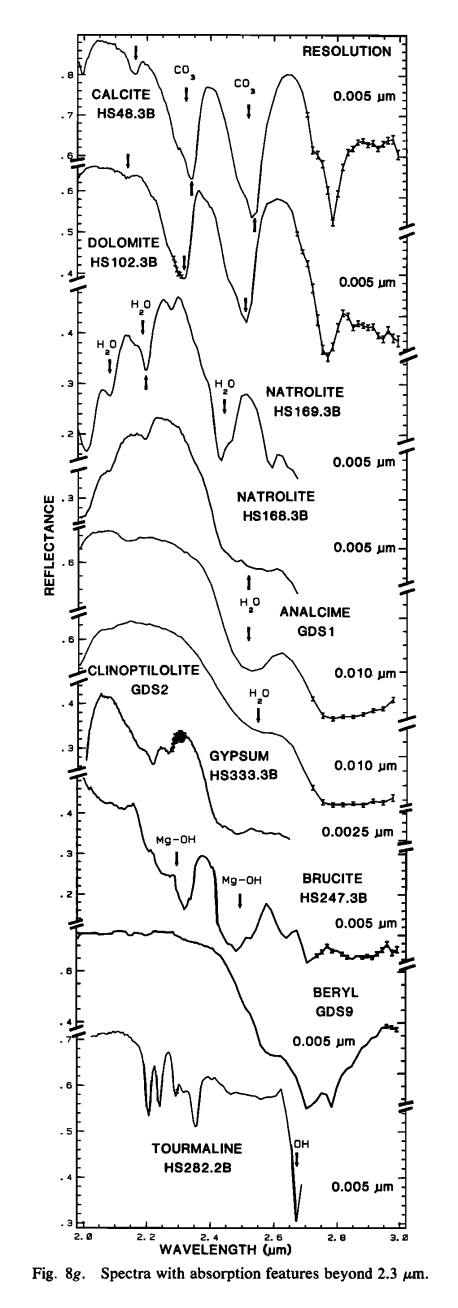 RESOLUTION
.8
CO3
CO3
CALCITE
HS48.3B
0.005 µm
.7
.6
.6
DOLOMITE
HS102.3B
.5
0.005 µm
.4
H2O
H2O
.4
.3
H2O
NATROLITE
HS169.3B
.2
0.005 µm
NATROLITE
HS168.3B
.3
0.005 µm
REFLECTANCE
.6
H2O
ANALCIME
GDS1
.6
0.010 µm
CLINOPTILOLITE
GDS2
H2O
.4
GYPSUM
HS333.3B
.3
0.010 µm
.4
0.0025 µm
Mg-OH
.3
Mg-OH
BRUCITE
HS247.3B
.2
0.005 µm
.6
BERYL
GDS9
.4
0.005 µm
.7
.6
TOURMALINE
HS282.2B
.5
OH
.4
0.005 µm
.3
2.0 2.2 2.4 2.6 2.8 3.0
WAVELENGTH (µm)
Fig. 8g. Spectra with absorption features beyond 2.3 µm.